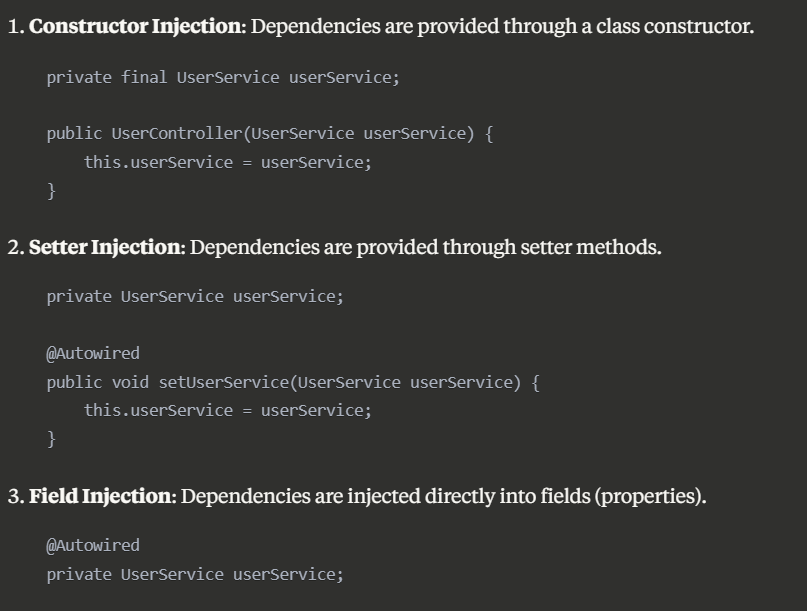 1. Constructor Injection: Dependencies are provided through a class constructor.
private final UserService userService;
public UserController(UserService userService) {
    this.userService = userService;
}
2. Setter Injection: Dependencies are provided through setter methods.
private UserService userService;
@Autowired
public void setUserService(UserService userService) {
    this.userService = userService;
}
3. Field Injection: Dependencies are injected directly into fields (properties).
@Autowired
private UserService userService;